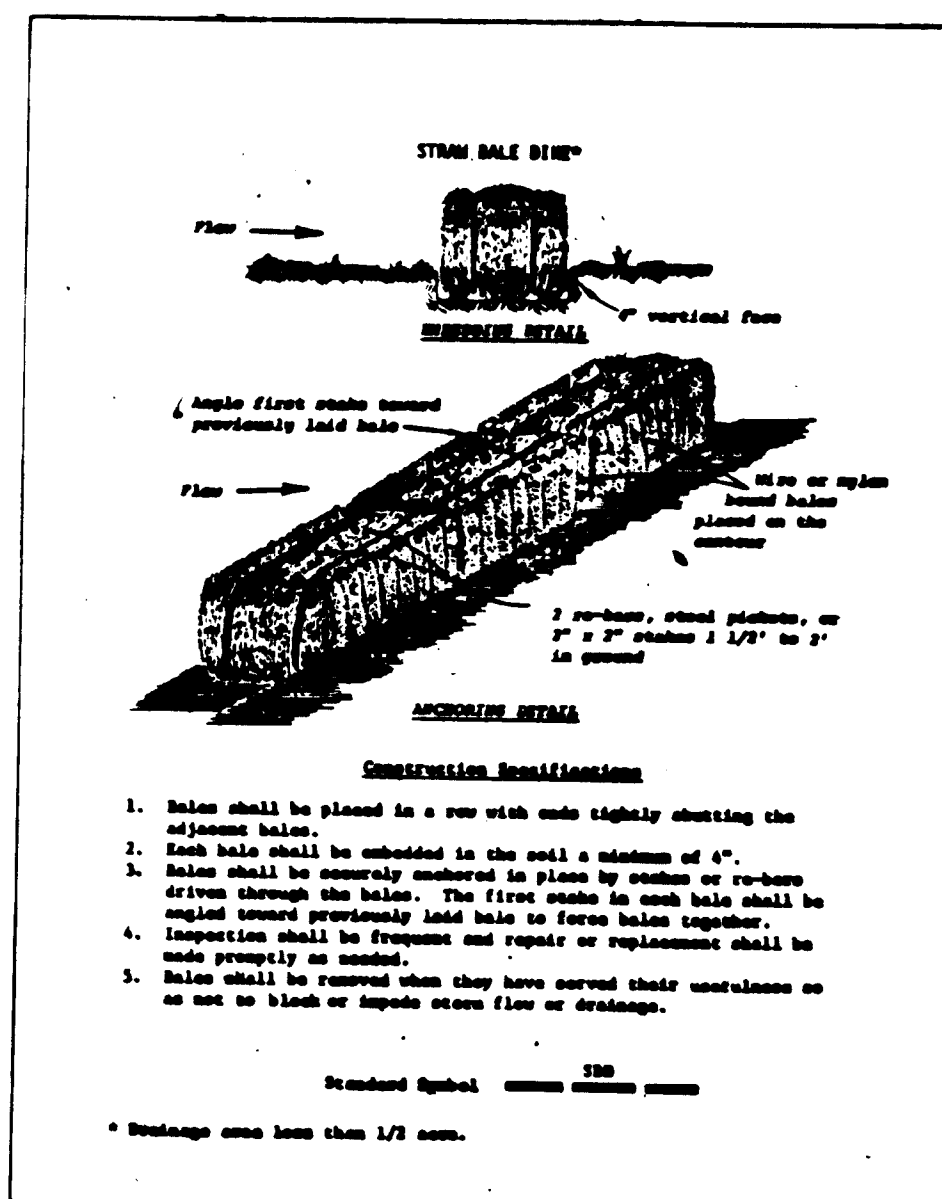 STRAW BALE DIKE*
Flow
4" vertical face
EMBEDDING DETAIL
Angle first stake toward
previously laid bale
Flow
Wire or nylon
bound bales
placed on the
contour
2 re-bars, steel pickets, or
2" x 2" stakes 1 1/2' to 2'
in ground
ANCHORING DETAIL
Construction Specifications
1. Bales shall be placed in a row with ends tightly abutting the
adjacent bales.
2. Each bale shall be embedded in the soil a minimum of 4".
3. Bales shall be securely anchored in place by stakes or re-bars
driven through the bales. The first stake in each bale shall be
angled toward previously laid bale to force bales together.
4. Inspection shall be frequent and repair or replacement shall be
made promptly as needed.
5. Bales shall be removed when they have served their usefulness so
as not to block or impede storm flow or drainage.
SBD
Standard Symbol
* Drainage area less than 1/2 acre.